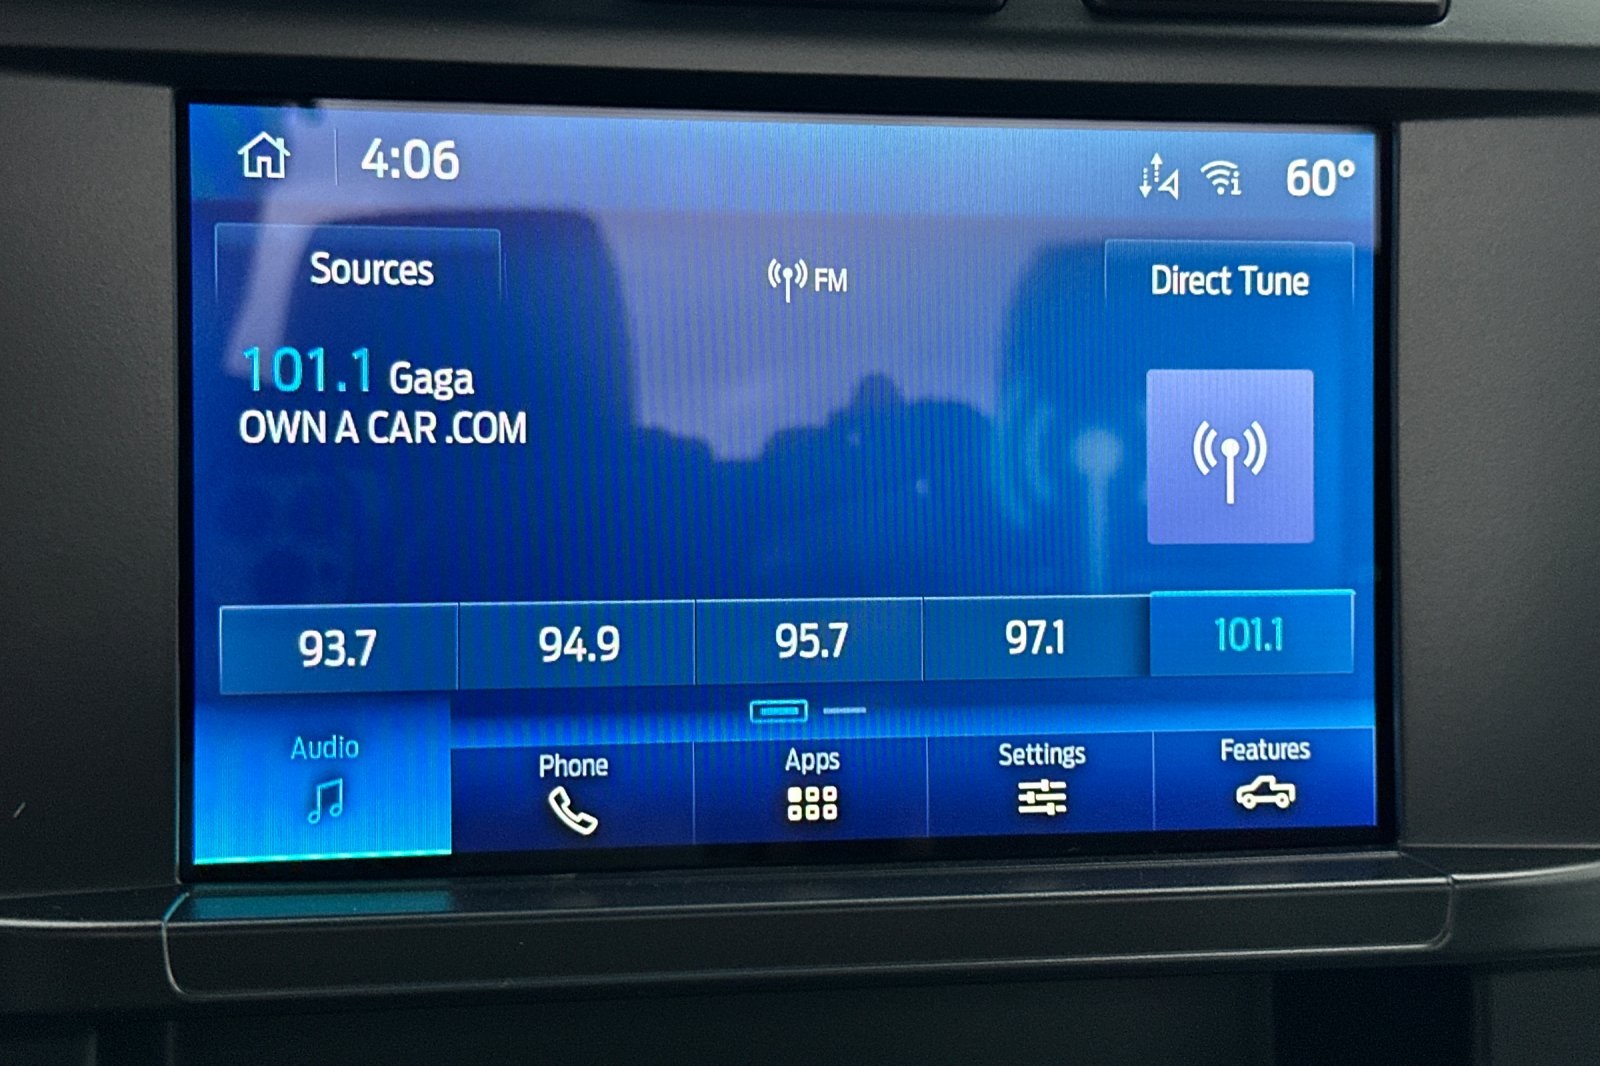 4:06
60°
Sources
FM
Direct Tune
101.1 Gaga
OWN A CAR .COM
93.7
94.9
95.7
97.1
101.1
Audio
Phone
Apps
Settings
Features